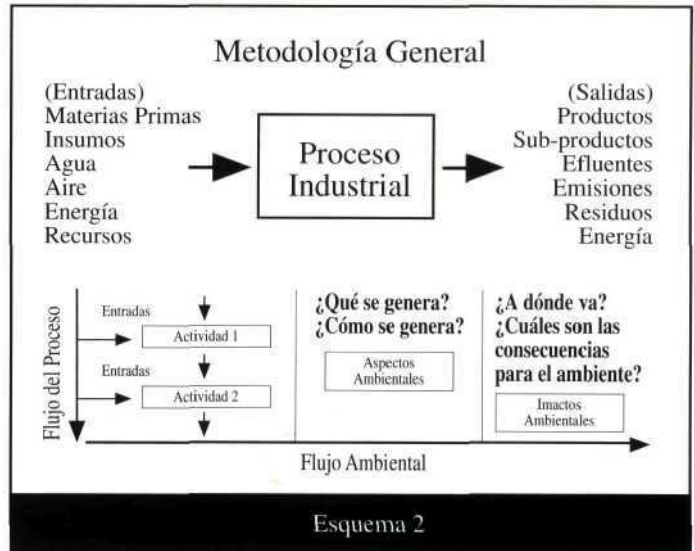 Metodología General
(Entradas)
Materias Primas
Insumos
Agua
Aire
Energía
Recursos
Proceso
Industrial
(Salidas)
Productos
Sub-productos
Efluentes
Emisiones
Residuos
Energía
Flujo del Proceso
Entradas
Actividad 1
Entradas
Actividad 2
¿Qué se genera?
¿Cómo se genera?
Aspectos
Ambientales
¿A dónde va?
¿Cuáles son las
consecuencias
para el ambiente?
Imactos
Ambientales
Flujo Ambiental
Esquema 2